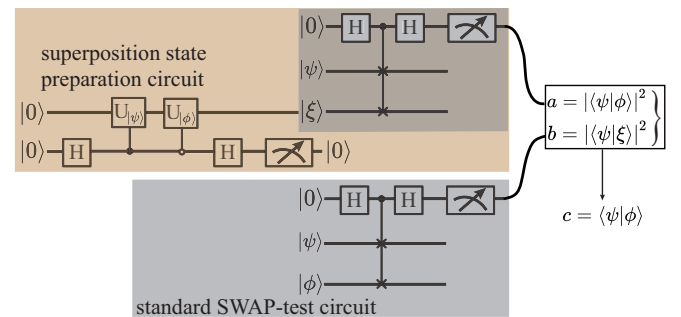 superposition state
preparation circuit
|0⟩ H H
|ψ⟩
|0⟩ U|ψ⟩ U|ϕ⟩ |ξ⟩
|0⟩ H H |0⟩
a = |⟨ψ|ϕ⟩|²
b = |⟨ψ|ξ⟩|²
c = ⟨ψ|ϕ⟩
|0⟩ H H
|ψ⟩
|ϕ⟩
standard SWAP-test circuit